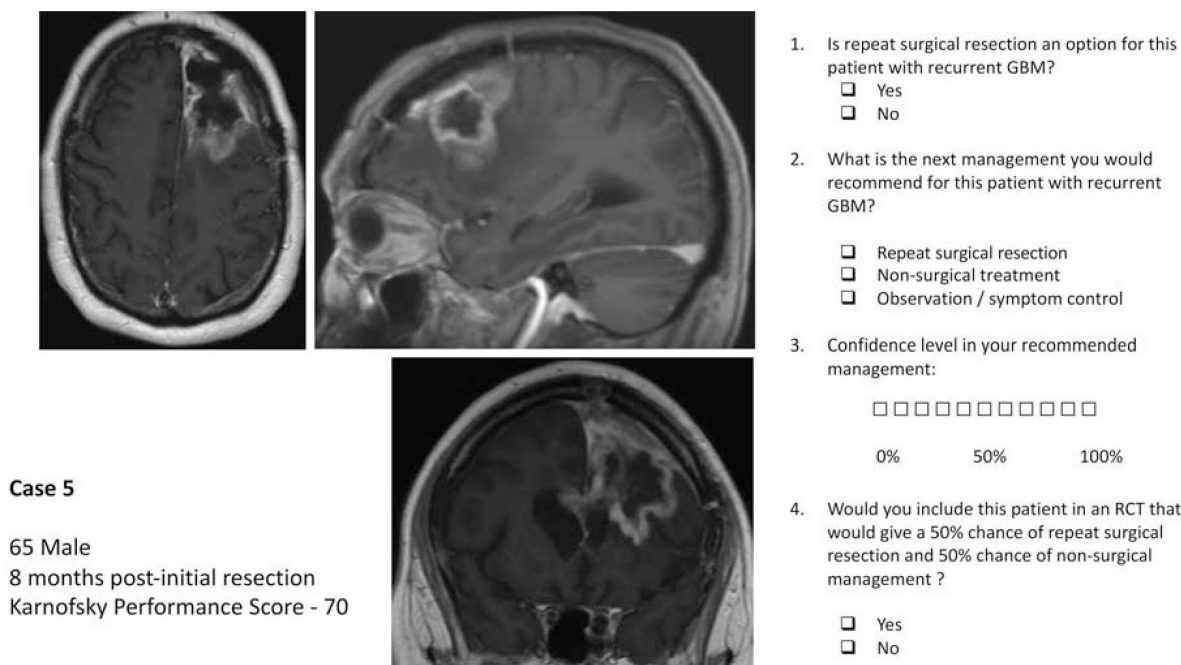 1. Is repeat surgical resection an option for this
patient with recurrent GBM?
☐ Yes
☐ No
2. What is the next management you would
recommend for this patient with recurrent
GBM?
☐ Repeat surgical resection
☐ Non-surgical treatment
☐ Observation / symptom control
3. Confidence level in your recommended
management:
☐☐☐☐☐☐☐☐☐☐☐
0% 50% 100%
4. Would you include this patient in an RCT that
would give a 50% chance of repeat surgical
resection and 50% chance of non-surgical
management ?
☐ Yes
☐ No
Case 5
65 Male
8 months post-initial resection
Karnofsky Performance Score - 70